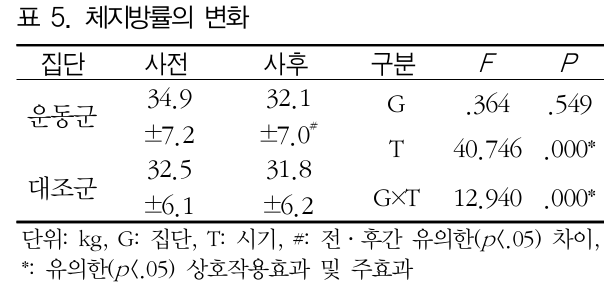 표 5. 체지방률의 변화
집단 사전 사후 구분 F P
운동군 34.9 ±7.2 32.1 ±7.0# G .364 .549
T 40.746 .000*
대조군 32.5 ±6.1 31.8 ±6.2 G×T 12.940 .000*
단위: kg, G: 집단, T: 시기, #: 전·후간 유의한(p<.05) 차이,
*: 유의한(p<.05) 상호작용효과 및 주효과